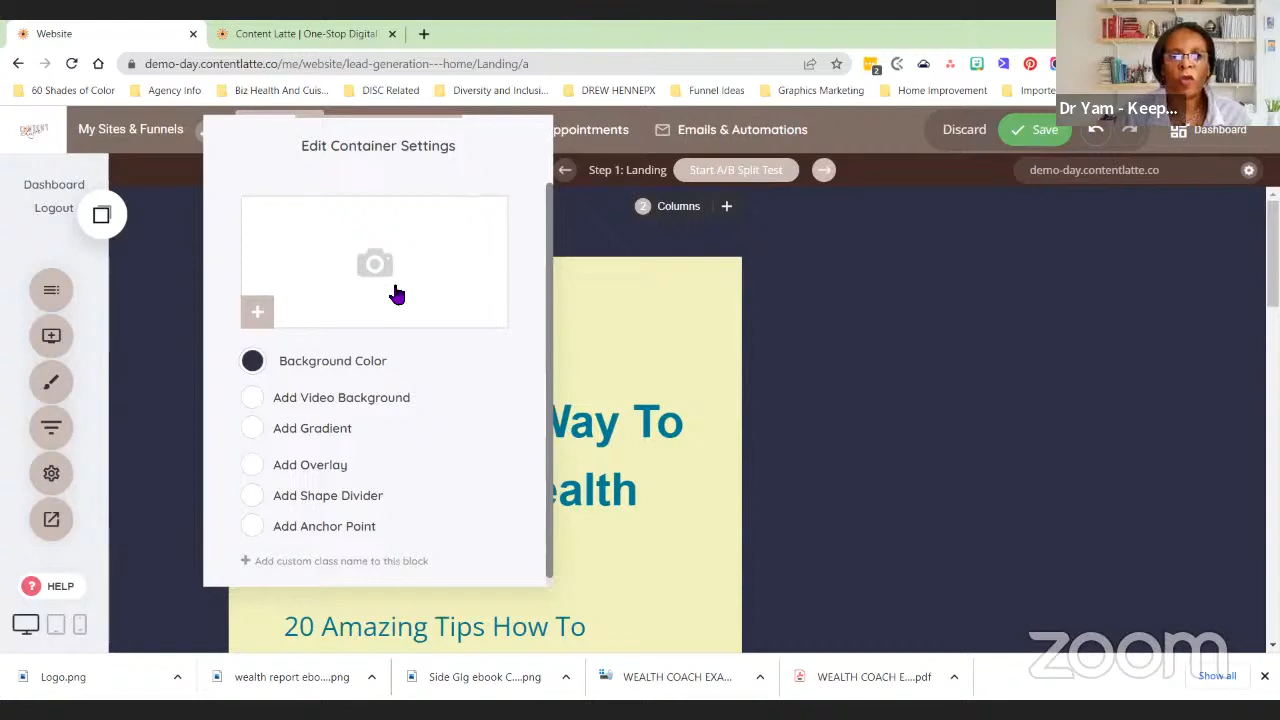 Website
Content Latte | One-Stop Digital
demo-day.contentlatte.co/me/website/lead-generation---home/Landing/a
2
60 Shades of Color
Agency Info
Biz Health And Cuis...
DISC Related
Diversity and Inclusi...
DREW HENNEPX
Funnel Ideas
Graphics Marketing
Home Improvement
Importe
Dr Yam - Keep...
CONTENT
My Sites & Funnels
ppointments
Emails & Automations
Discard
Save
Dashboard
Step 1: Landing
Start A/B Split Test
demo-day.contentlatte.co
Dashboard
Logout
2 Columns
Edit Container Settings
Background Color
Add Video Background
Add Gradient
Add Overlay
Add Shape Divider
Add Anchor Point
Add custom class name to this block
Way To
ealth
20 Amazing Tips How To
? HELP
zoom
Logo.png
wealth report ebo....png
Side Gig ebook C....png
WEALTH COACH EXA...
WEALTH COACH E....pdf
Show all